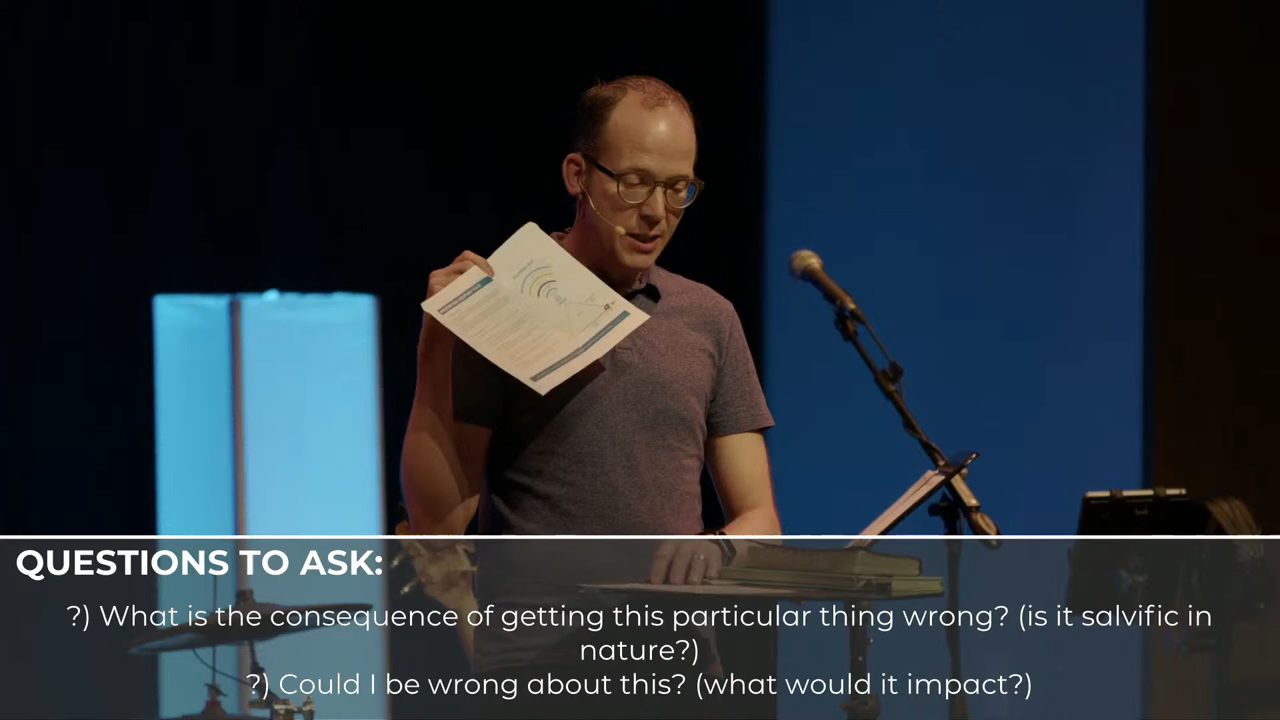 QUESTIONS TO ASK:
?) What is the consequence of getting this particular thing wrong? (is it salvific in
nature?)
?) Could I be wrong about this? (what would it impact?)